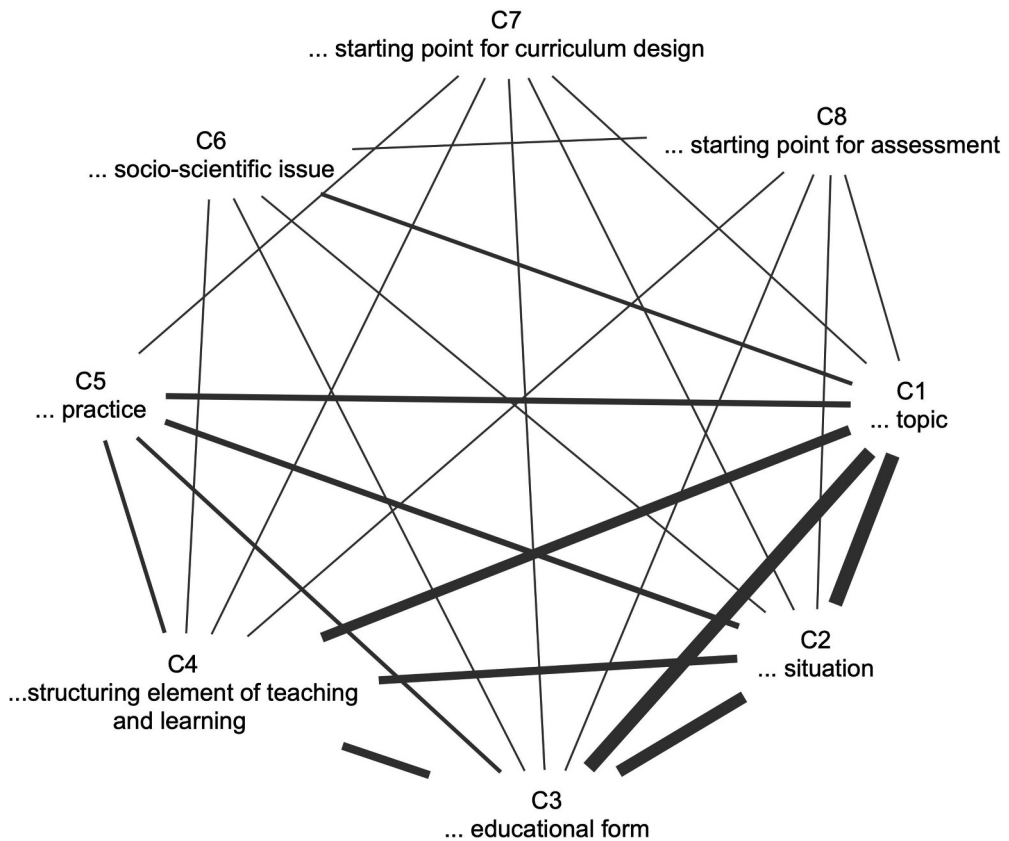 C7
... starting point for curriculum design
C8
... starting point for assessment
C6
... socio-scientific issue
C5
... practice
C1
... topic
C2
... situation
C4
...structuring element of teaching
and learning
C3
... educational form